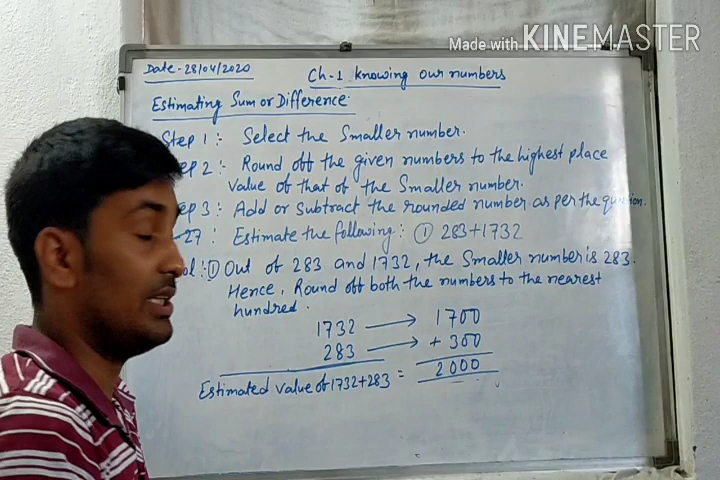 Made with KINEMASTER
Date-28/04/2020
Ch-1 Knowing our numbers
Estimating Sum or Difference
Step 1 :- Select the Smaller number.
ep 2 :- Round off the given numbers to the highest place
value of that of the Smaller number.
ep 3 : Add or Subtract the rounded number as per the question.
27 : Estimate the following : ① 283+1732
ol :- ① Out of 283 and 1732, the Smaller number is 283.
Hence, Round off both the numbers to the nearest
hundred.
1732 → 1700
283 → + 300
Estimated value of 1732+283 = 2000